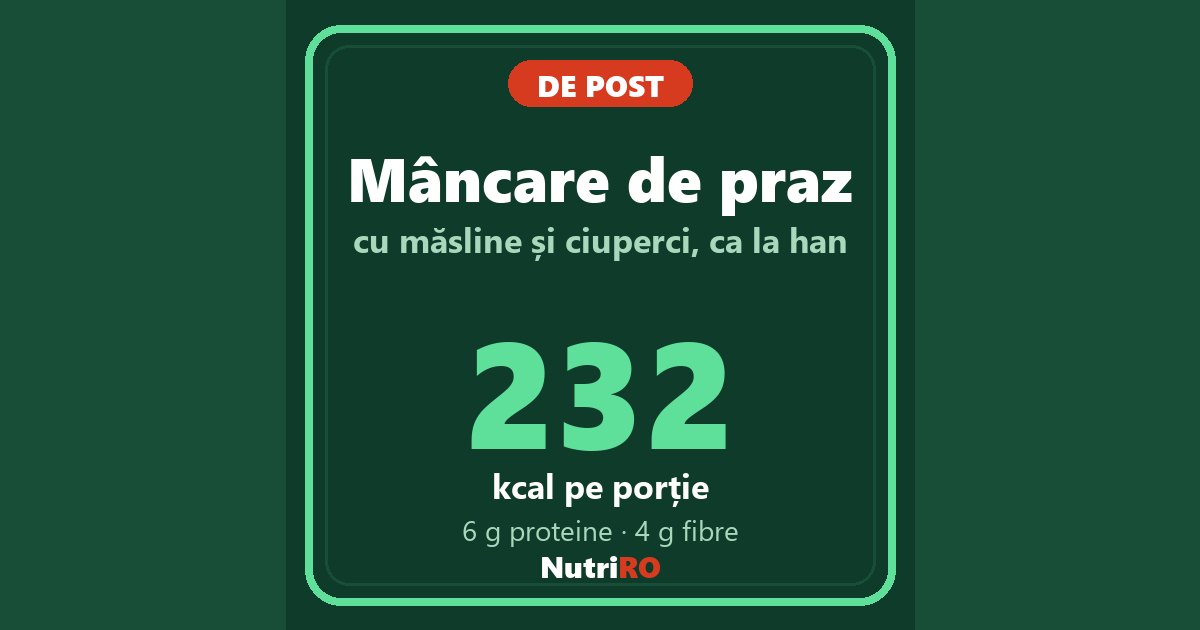 DE POST
Mâncare de praz
cu măsline și ciuperci, ca la han
232
kcal pe porție
6 g proteine · 4 g fibre
NutriRO